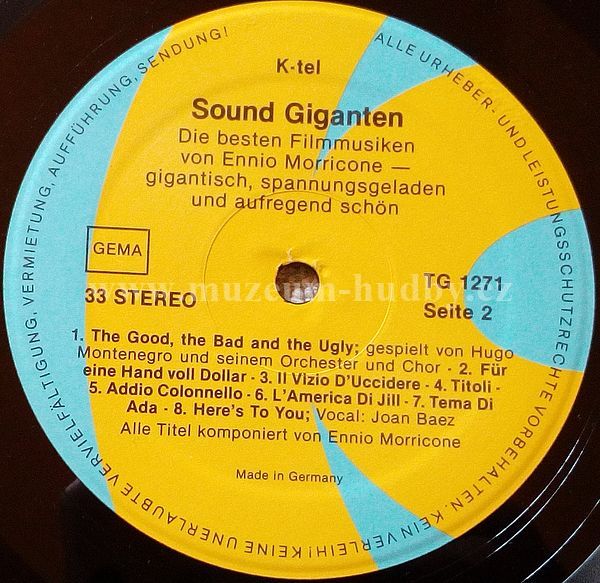 K-tel
Sound Giganten
Die besten Filmmusiken
von Ennio Morricone —
gigantisch, spannungsgeladen
und aufregend schön
GEMA
33 STEREO
TG 1271
Seite 2
www.muzeum-hudby.cz
1. The Good, the Bad and the Ugly; gespielt von Hugo
Montenegro und seinem Orchester und Chor - 2. Für
eine Hand voll Dollar - 3. Il Vizio D'Uccidere - 4. Titoli -
5. Addio Colonnello - 6. L'America Di Jill - 7. Tema Di
Ada - 8. Here's To You; Vocal: Joan Baez
Alle Titel komponiert von Ennio Morricone
Made in Germany
ALLE URHEBER- UND LEISTUNGSSCHUTZRECHTE VORBEHALTEN. KEIN VERLEIH! KEINE UNERLAUBTE VERVIELFÄLTIGUNG, VERMIETUNG, AUFFÜHRUNG, SENDUNG!